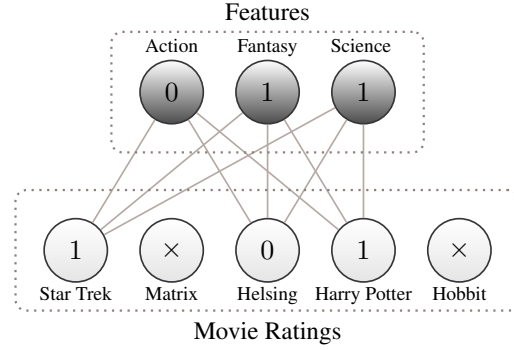 Features
Action Fantasy Science
0 1 1
1 × 0 1 ×
Star Trek Matrix Helsing Harry Potter Hobbit
Movie Ratings